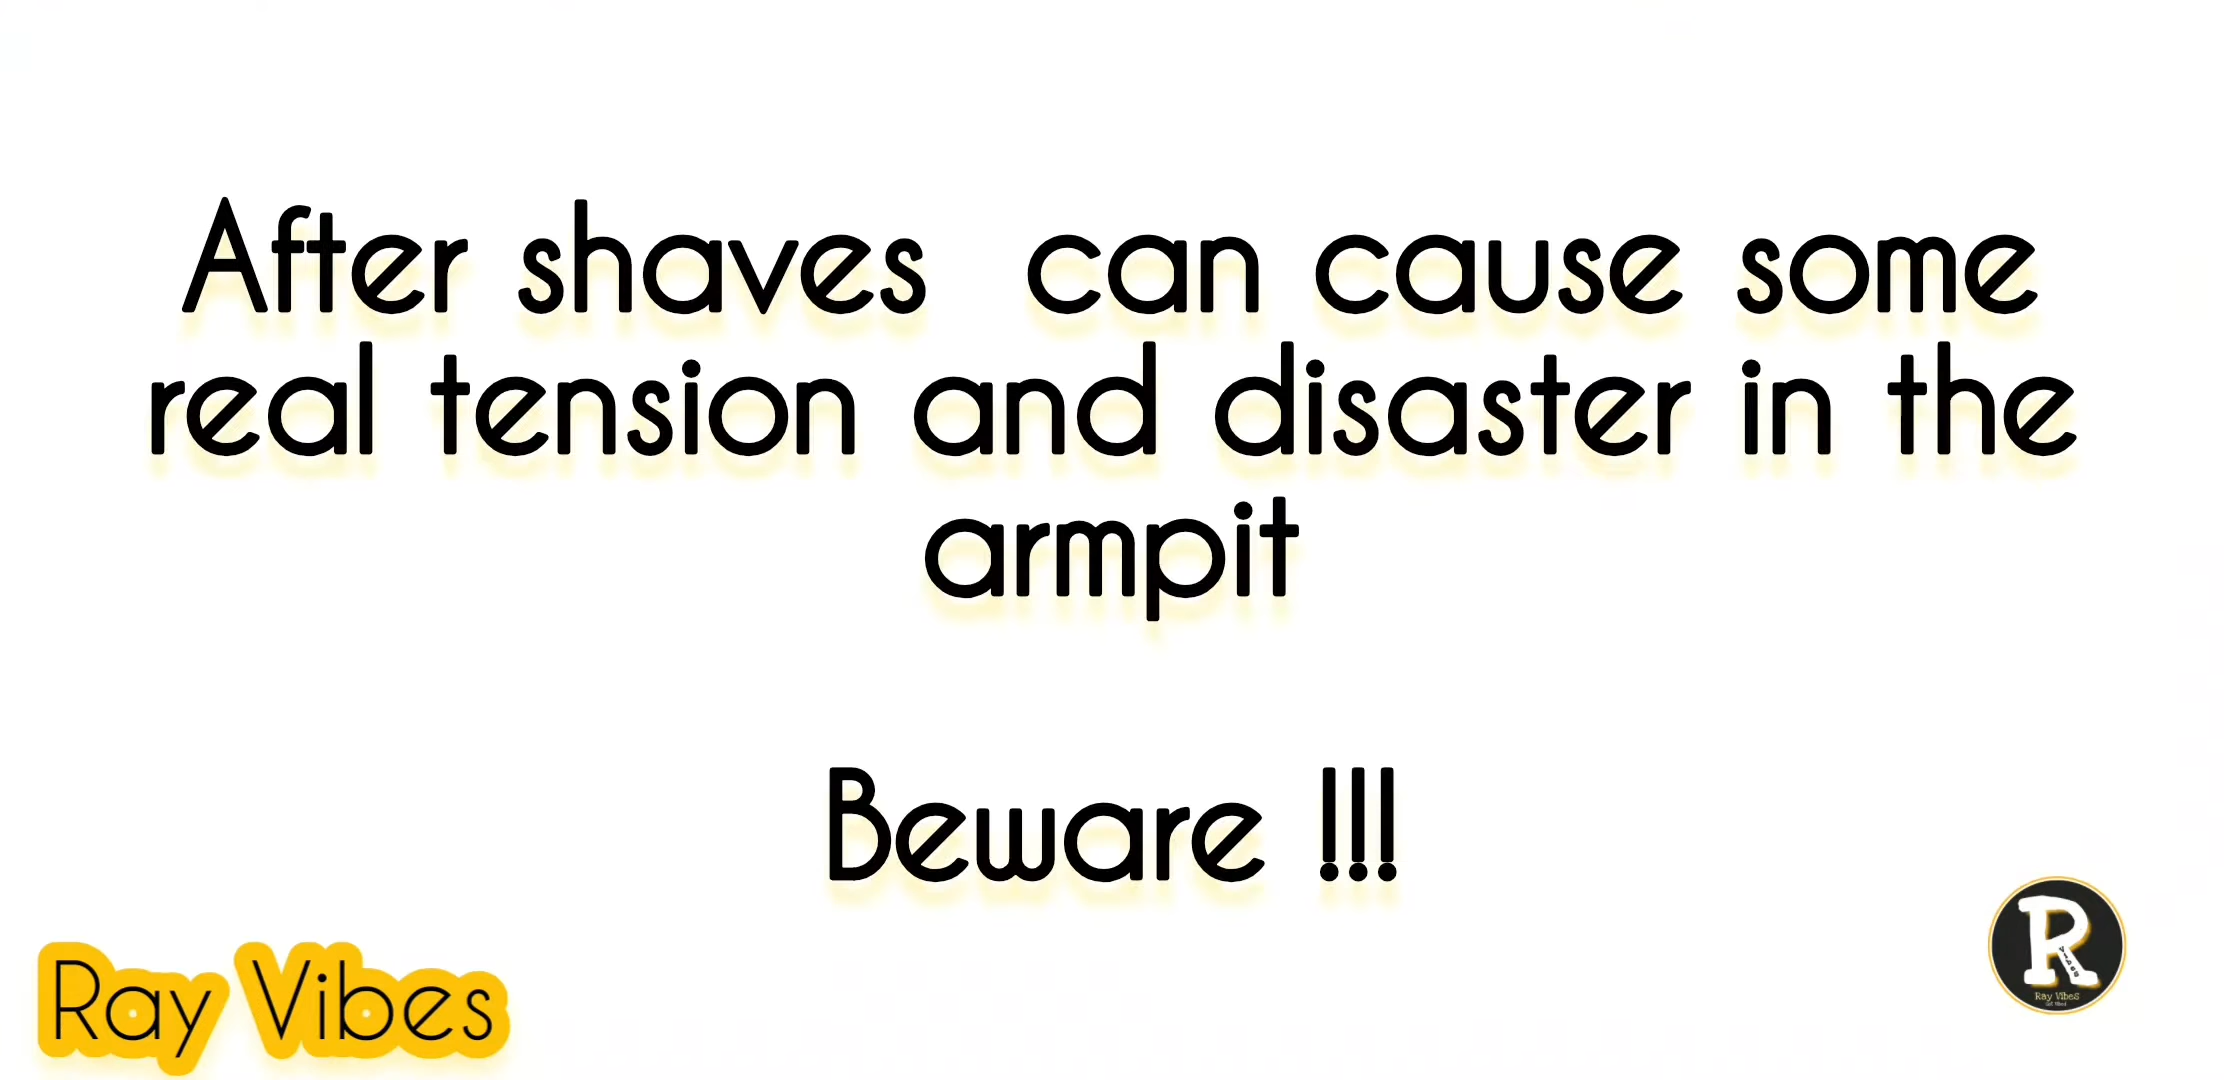 After shaves  can cause some
real tension and disaster in the
armpit
Beware !!!
Ray Vibes
R
Ray Vibes